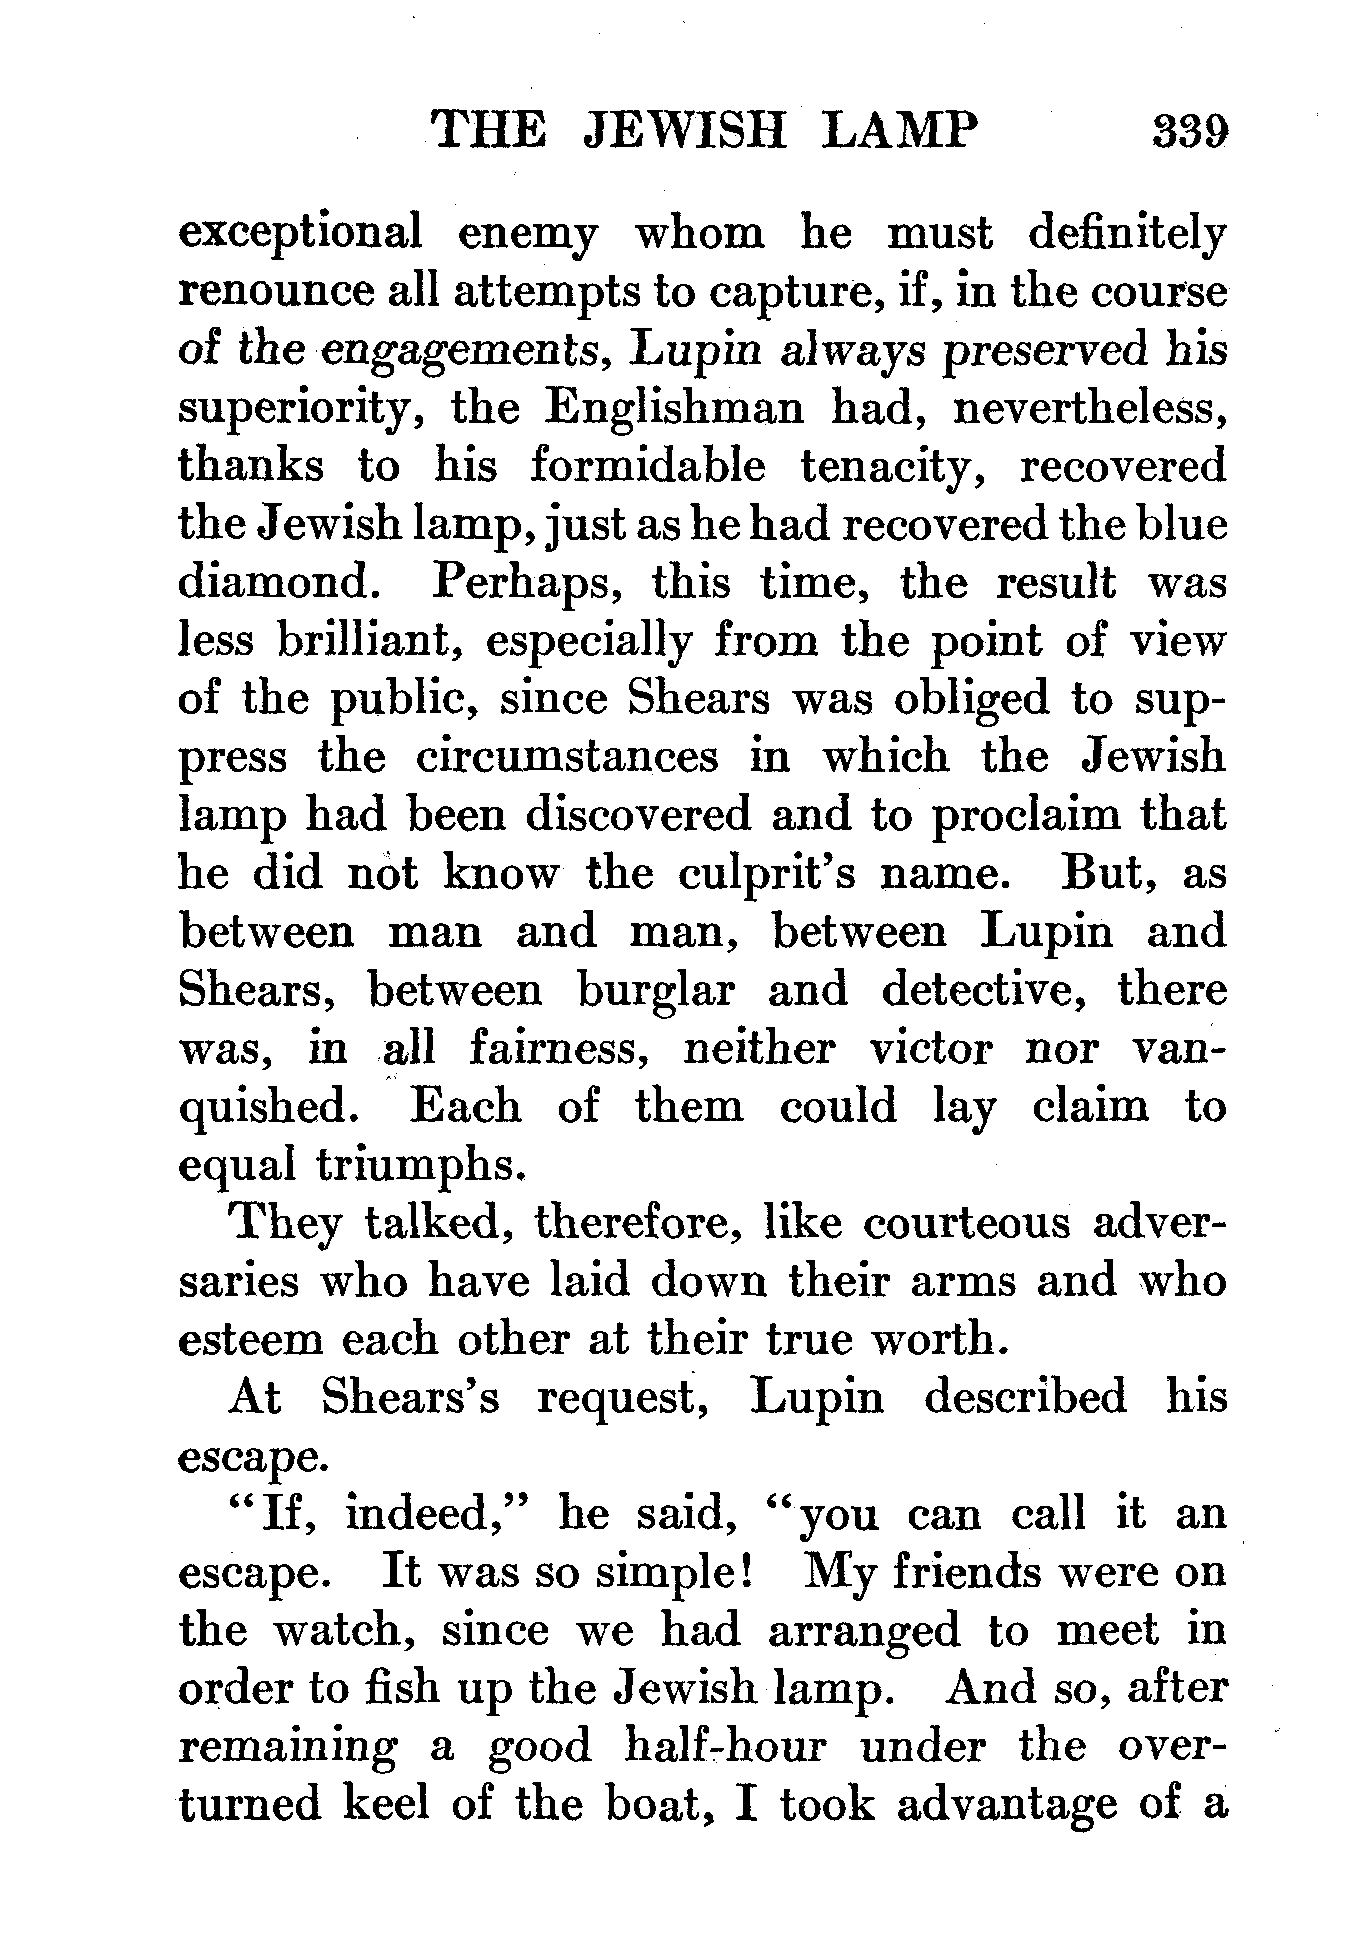 THE JEWISH LAMP 339
exceptional enemy whom he must definitely
renounce all attempts to capture, if, in the course
of the engagements, Lupin always preserved his
superiority, the Englishman had, nevertheless,
thanks to his formidable tenacity, recovered
the Jewish lamp, just as he had recovered the blue
diamond. Perhaps, this time, the result was
less brilliant, especially from the point of view
of the public, since Shears was obliged to sup-
press the circumstances in which the Jewish
lamp had been discovered and to proclaim that
he did not know the culprit's name. But, as
between man and man, between Lupin and
Shears, between burglar and detective, there
was, in all fairness, neither victor nor van-
quished. Each of them could lay claim to
equal triumphs.
They talked, therefore, like courteous adver-
saries who have laid down their arms and who
esteem each other at their true worth.
At Shears's request, Lupin described his
escape.
"If, indeed," he said, "you can call it an
escape. It was so simple! My friends were on
the watch, since we had arranged to meet in
order to fish up the Jewish lamp. And so, after
remaining a good half-hour under the over-
turned keel of the boat, I took advantage of a